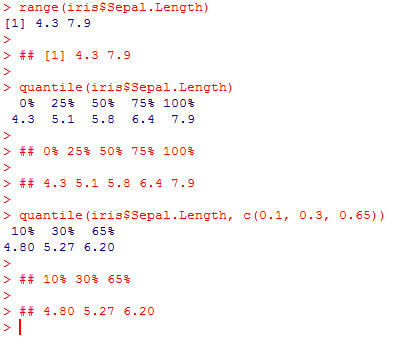 > range(iris$Sepal.Length)
[1] 4.3 7.9
>
> ## [1] 4.3 7.9
>
> quantile(iris$Sepal.Length)
  0%  25%  50%  75% 100%
 4.3  5.1  5.8  6.4  7.9
>
> ## 0% 25% 50% 75% 100%
>
> ## 4.3 5.1 5.8 6.4 7.9
>
> quantile(iris$Sepal.Length, c(0.1, 0.3, 0.65))
 10%  30%  65%
4.80 5.27 6.20
>
> ## 10% 30% 65%
>
> ## 4.80 5.27 6.20
>